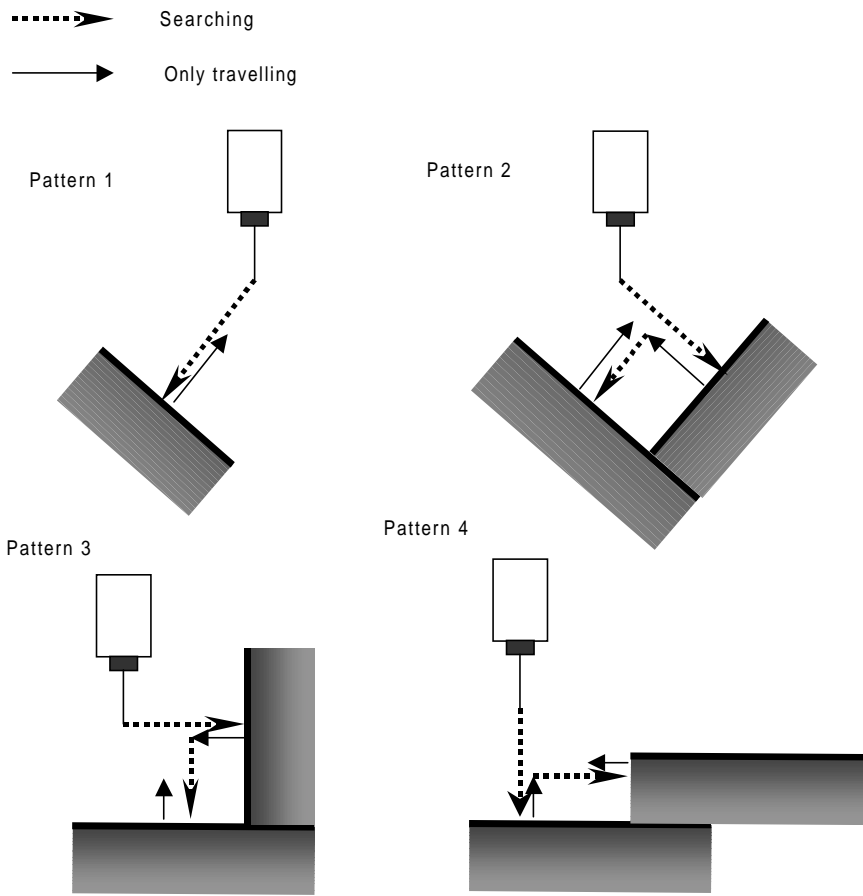 Searching
Only travelling
Pattern 1
Pattern 2
Pattern 3
Pattern 4